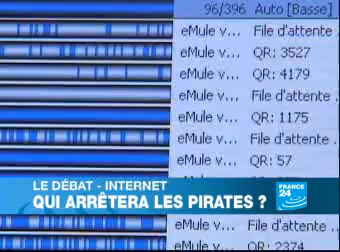 96/396 Auto [Basse]
eMule v... File d'attente .
eMule v... QR: 3527
eMule v... QR: 4179
eMule v... File d'attente .
eMule v... QR: 1175
eMule v... File d'attente .
eMule v... QR: 57
LE DÉBAT - INTERNET
QUI ARRÊTERA LES PIRATES ?
FRANCE
24
eMule v... File d'attente .
eMule v... QR: 2374